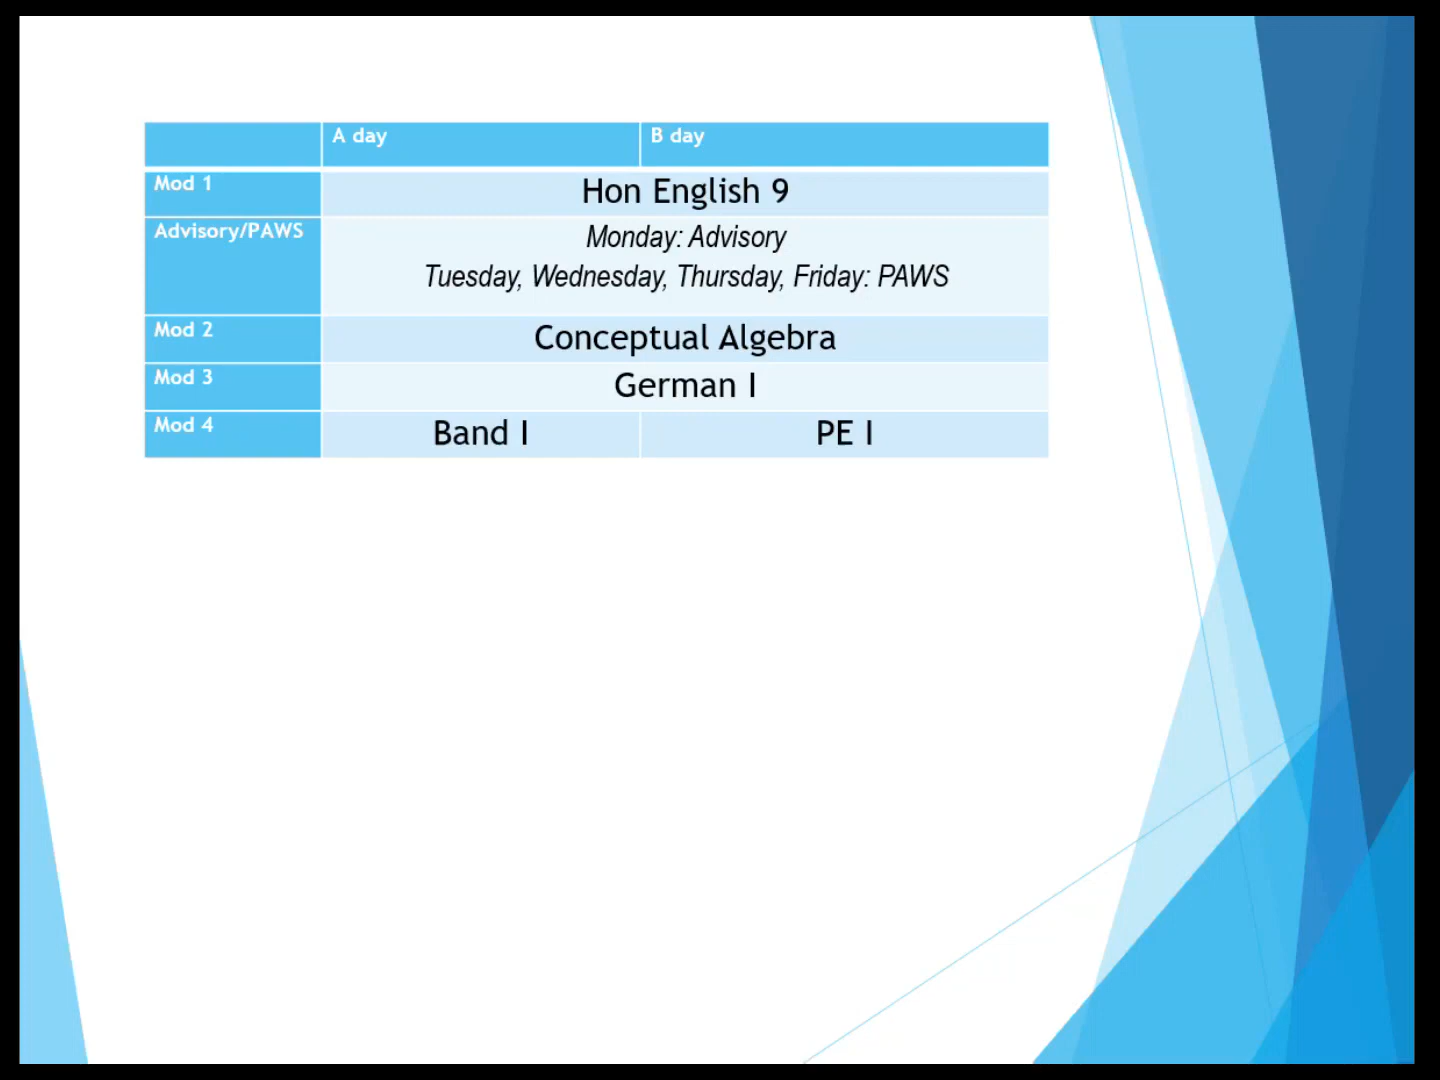 A day B day
Mod 1 Hon English 9
Advisory/PAWS Monday: Advisory
Tuesday, Wednesday, Thursday, Friday: PAWS
Mod 2 Conceptual Algebra
Mod 3 German I
Mod 4 Band I PE I